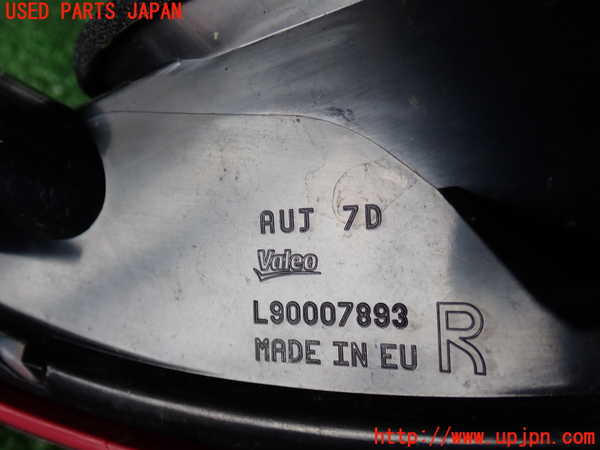 USED PARTS JAPAN
AUJ 7D
Valeo
L90007893
MADE IN EU
R
http://www.upjpn.com/